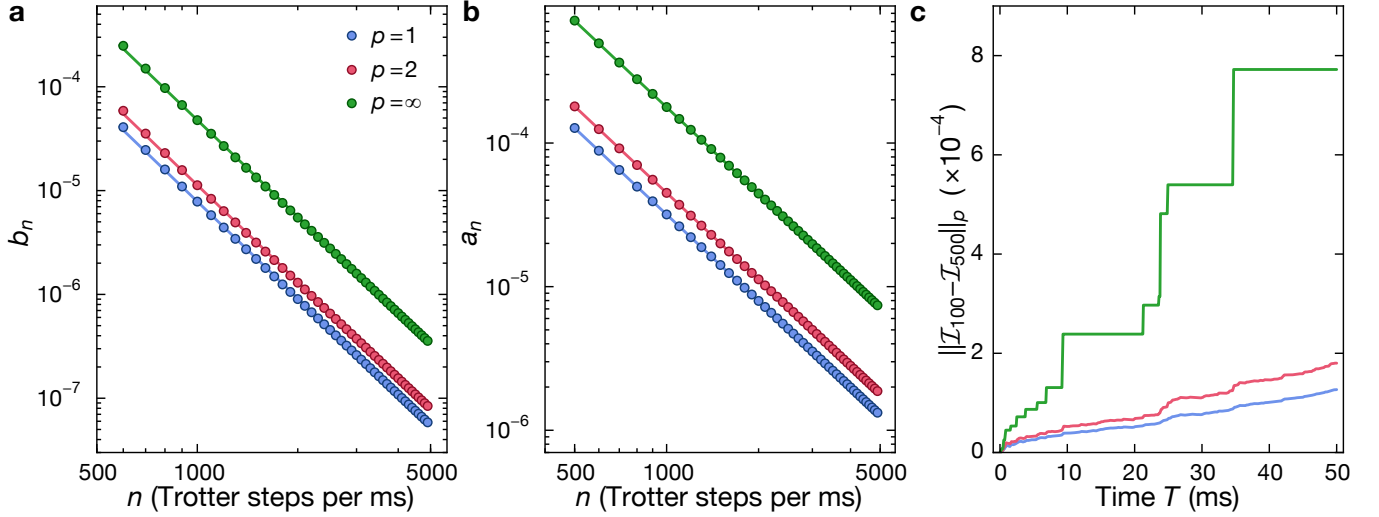 a
10⁻⁴
10⁻⁵
10⁻⁶
10⁻⁷
bₙ
p = 1
p = 2
p = ∞
500
1000
5000
n (Trotter steps per ms)
b
10⁻⁴
10⁻⁵
10⁻⁶
aₙ
500
1000
5000
n (Trotter steps per ms)
c
8
6
4
2
0
||ℐ₁₀₀−ℐ₅₀₀||ₚ (×10⁻⁴)
0
10
20
30
40
50
Time T (ms)